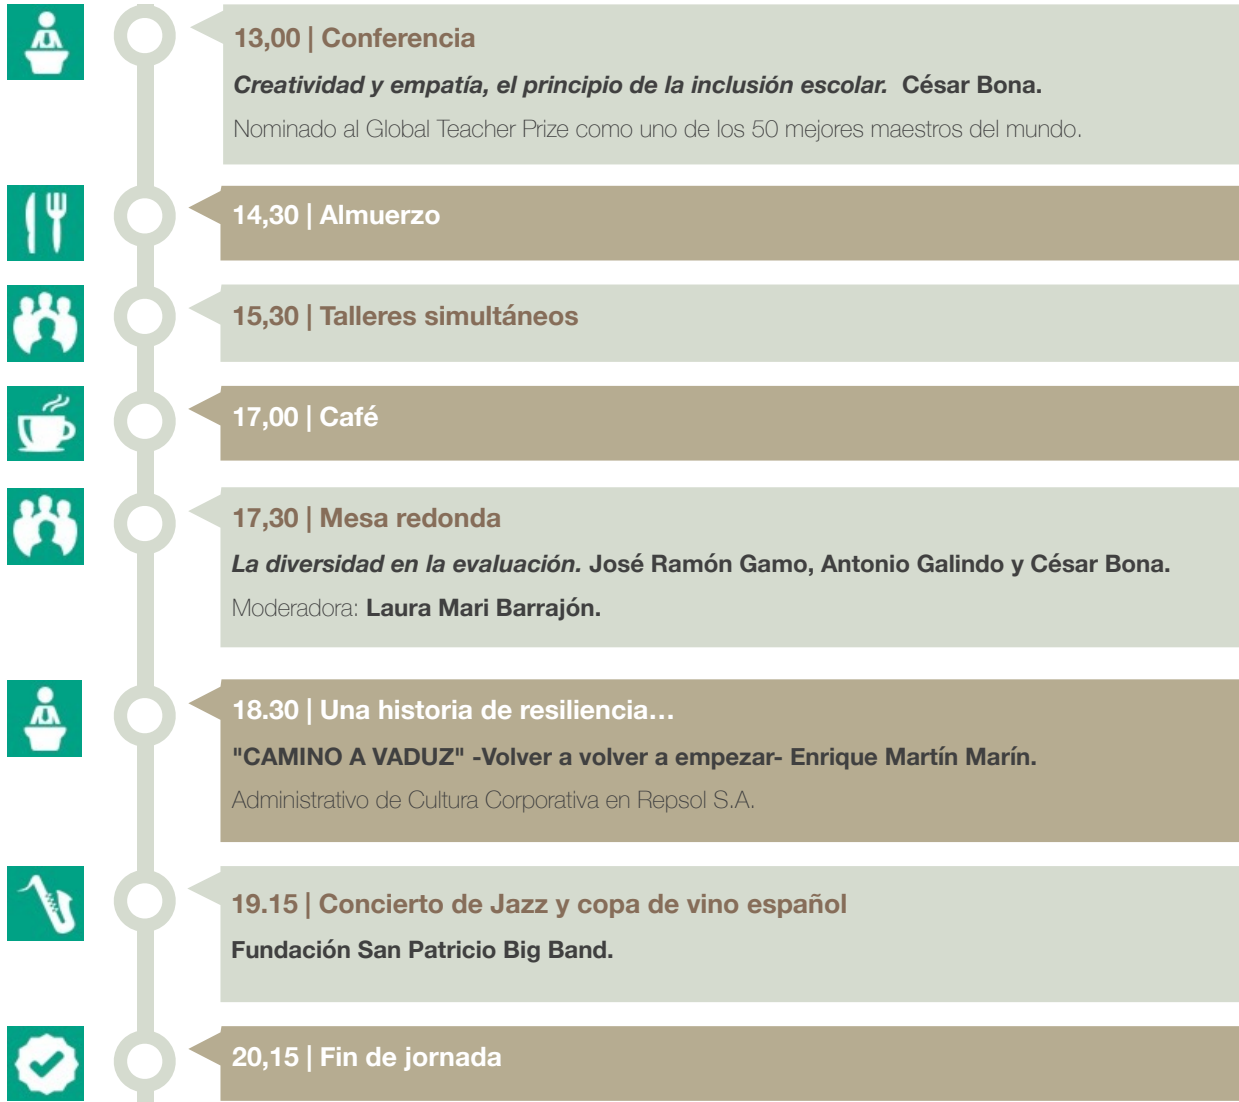 13,00 | Conferencia
Creatividad y empatía, el principio de la inclusión escolar. César Bona.
Nominado al Global Teacher Prize como uno de los 50 mejores maestros del mundo.
14,30 | Almuerzo
15,30 | Talleres simultáneos
17,00 | Café
17,30 | Mesa redonda
La diversidad en la evaluación. José Ramón Gamo, Antonio Galindo y César Bona.
Moderadora: Laura Mari Barrajón.
18.30 | Una historia de resiliencia...
"CAMINO A VADUZ" -Volver a volver a empezar- Enrique Martín Marín.
Administrativo de Cultura Corporativa en Repsol S.A.
19.15 | Concierto de Jazz y copa de vino español
Fundación San Patricio Big Band.
20,15 | Fin de jornada